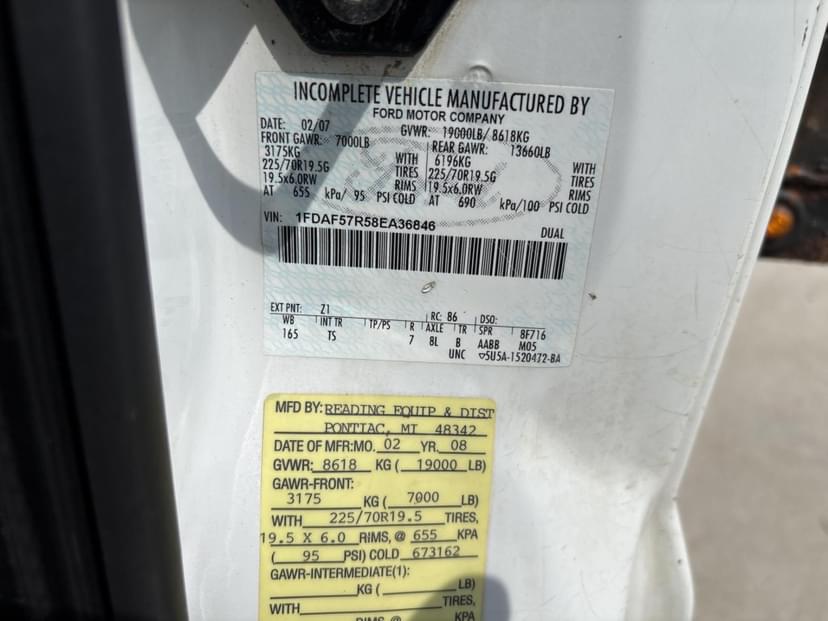 INCOMPLETE VEHICLE MANUFACTURED BY
FORD MOTOR COMPANY
DATE: 02/07 GVWR: 19000LB/ 8618KG
FRONT GAWR: 7000LB REAR GAWR: 13660LB
3175KG WITH 6196KG WITH
225/70R19.5G TIRES 225/70R19.5G TIRES
19.5x6.0RW RIMS 19.5x6.0RW RIMS
AT 655 kPa/ 95 PSI COLD AT 690 kPa/100 PSI COLD
VIN: 1FDAF57R58EA36846 DUAL
EXT PNT: Z1 RC: 86 DSO:
WB INT TR TP/PS R AXLE TR SPR 8F716
165 TS 7 8L B AABB M05
UNC ▽5U5A-1520472-BA
MFD BY: READING EQUIP & DIST
PONTIAC, MI 48342
DATE OF MFR:MO. 02 YR. 08
GVWR: 8618 KG ( 19000 LB)
GAWR-FRONT:
3175 KG ( 7000 LB)
WITH 225/70R19.5 TIRES,
19.5 X 6.0 RIMS, @ 655 KPA
( 95 PSI) COLD 673162
GAWR-INTERMEDIATE(1):
KG ( LB)
WITH TIRES,
RIMS, @ KPA